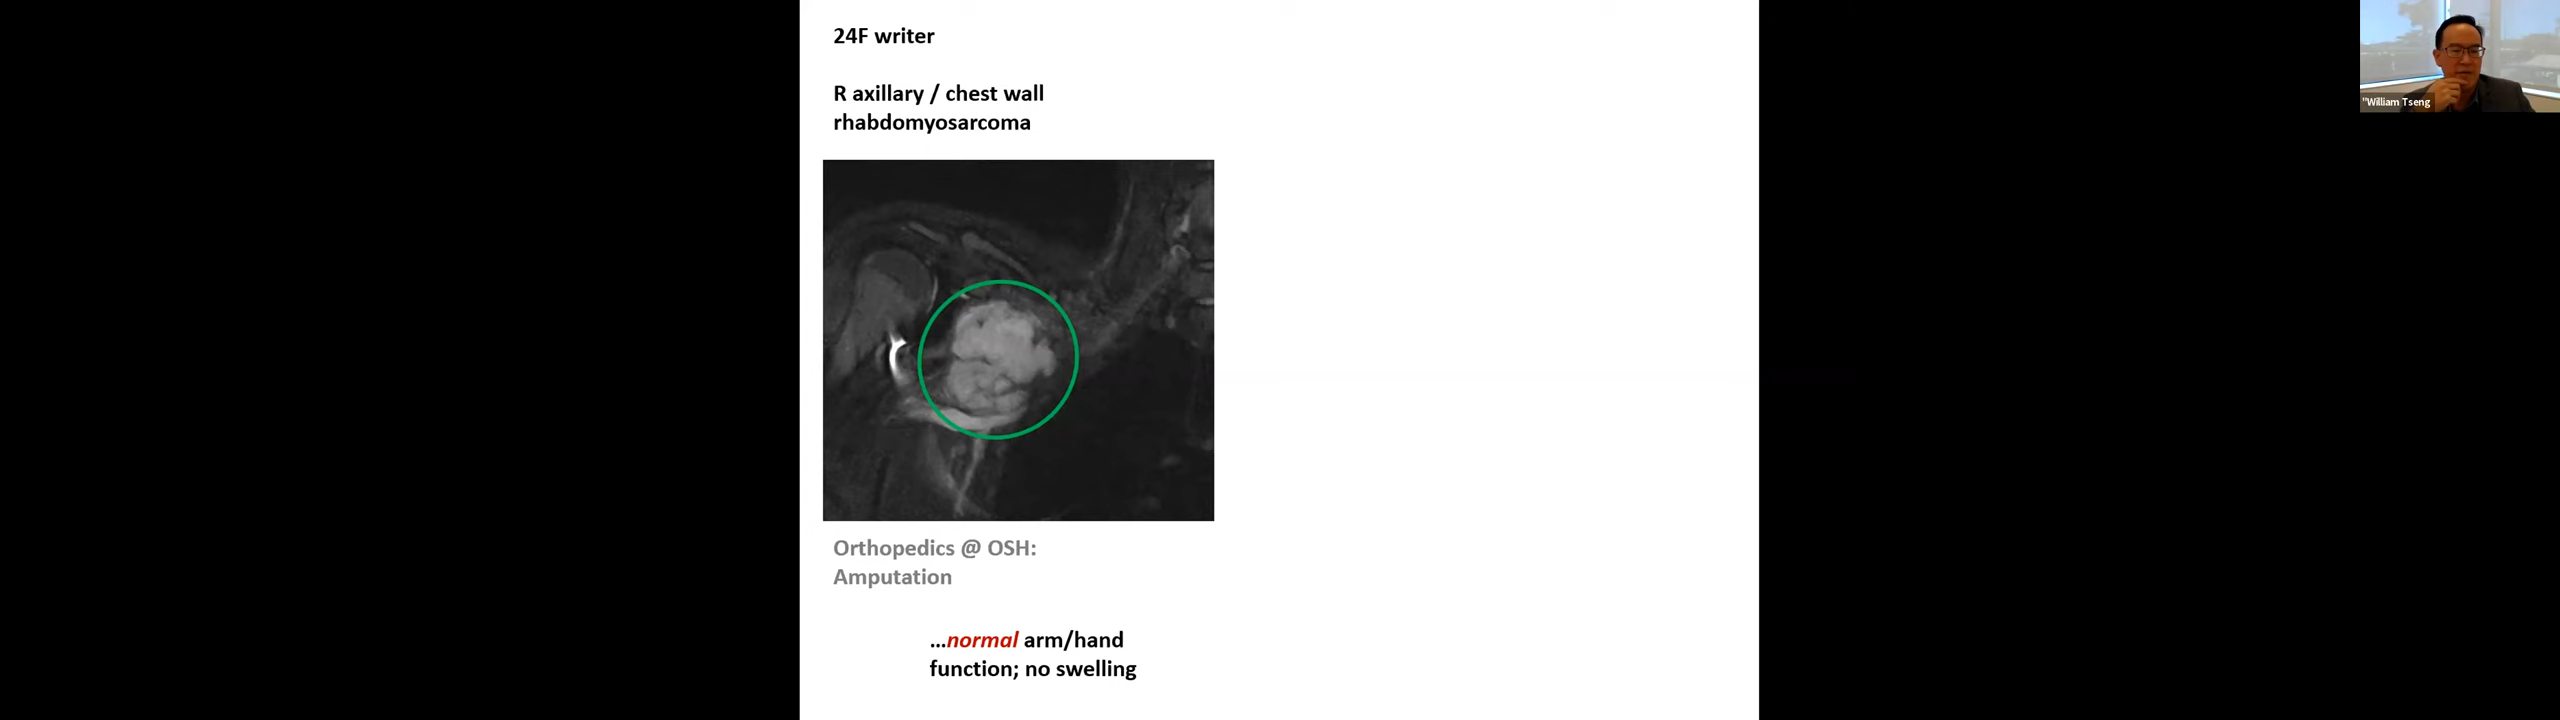 24F writer
R axillary / chest wall
rhabdomyosarcoma
Orthopedics @ OSH:
Amputation
...normal arm/hand
function; no swelling
"William Tseng